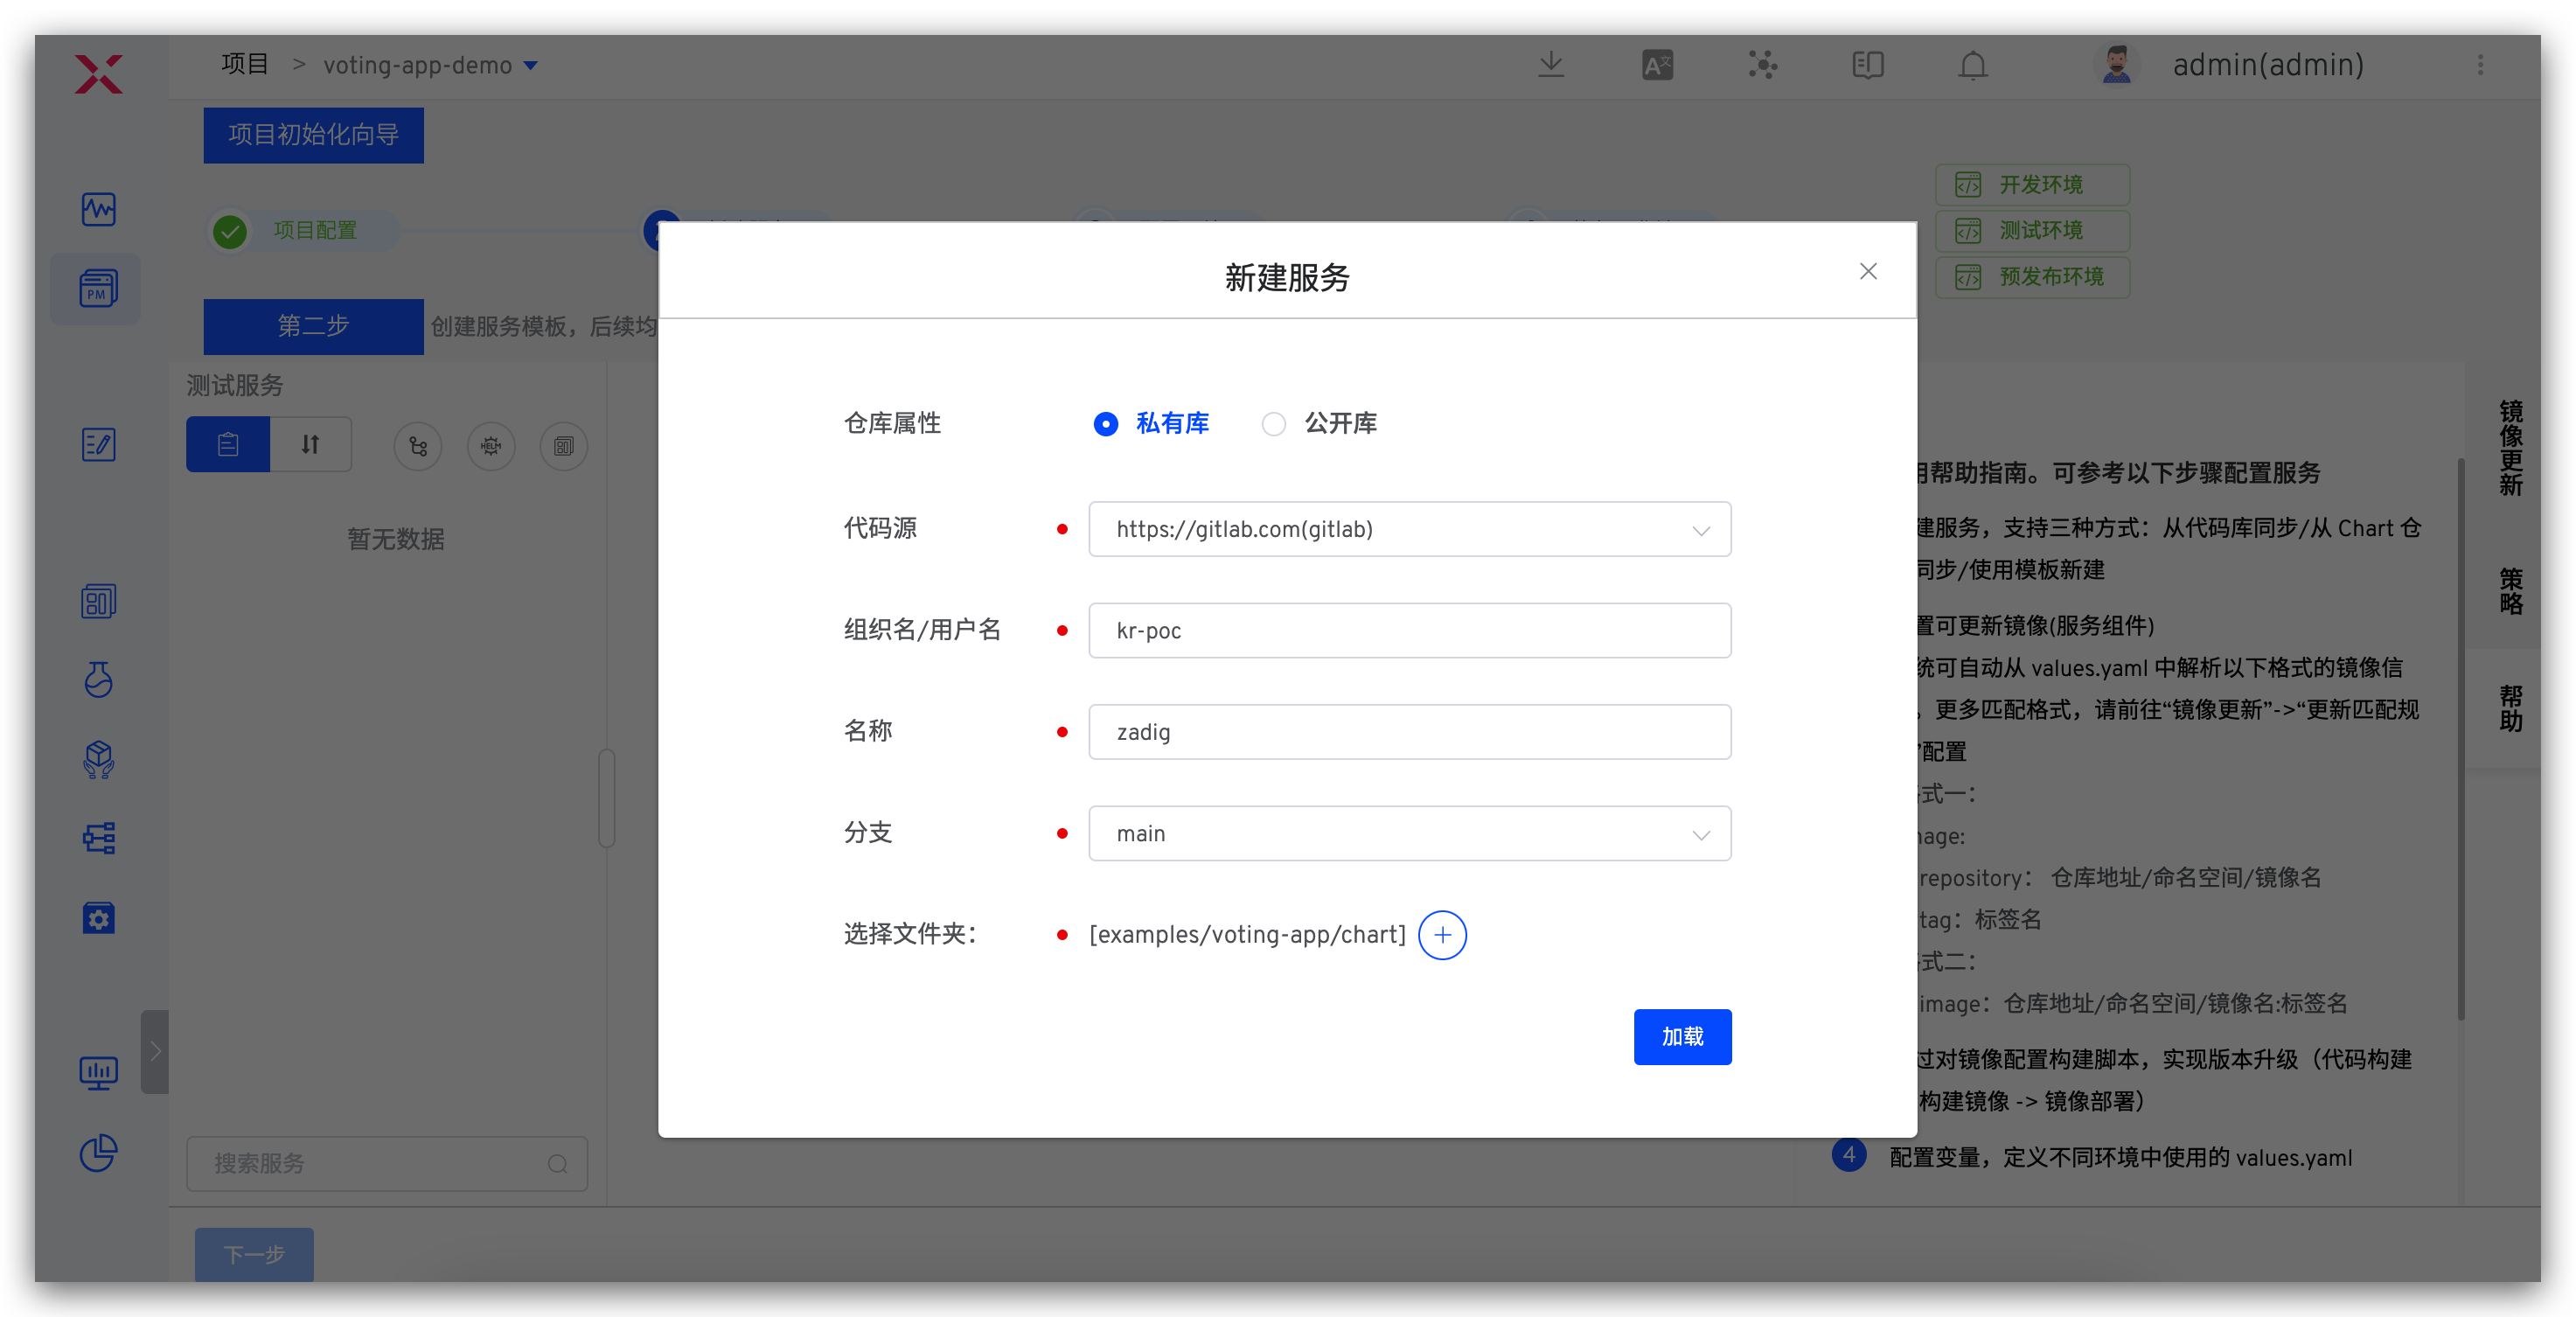 项目 > voting-app-demo
admin(admin)
项目初始化向导
项目配置
开发环境
测试环境
预发布环境
第二步
创建服务模板，后续均
测试服务
暂无数据
搜索服务
下一步
新建服务
仓库属性
私有库
公开库
代码源
https://gitlab.com(gitlab)
组织名/用户名
kr-poc
名称
zadig
分支
main
选择文件夹：
[examples/voting-app/chart]
加载
帮助指南。可参考以下步骤配置服务
建服务，支持三种方式：从代码库同步/从 Chart 仓
同步/使用模板新建
置可更新镜像(服务组件)
统可自动从 values.yaml 中解析以下格式的镜像信
。更多匹配格式，请前往“镜像更新”->“更新匹配规
”配置
式一：
age:
repository： 仓库地址/命名空间/镜像名
tag：标签名
式二：
image：仓库地址/命名空间/镜像名:标签名
过对镜像配置构建脚本，实现版本升级（代码构建
构建镜像 -> 镜像部署）
4 配置变量，定义不同环境中使用的 values.yaml
镜像更新
策略
帮助
PM
HELM